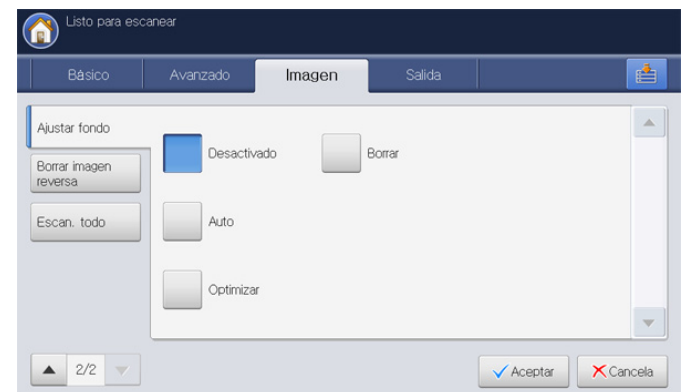 Listo para escanear
Básico
Avanzado
Imagen
Salida
Ajustar fondo
Desactivado
Borrar
Borrar imagen
reversa
Escan. todo
Auto
Optimizar
2/2
Aceptar
Cancela